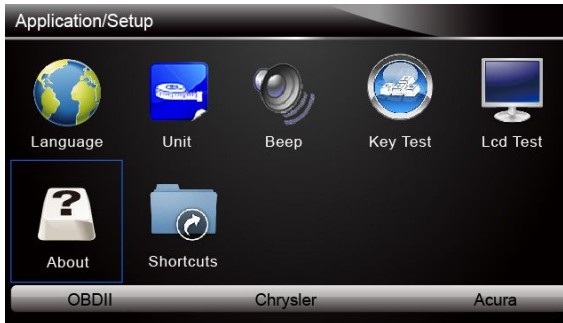 Application/Setup
Language Unit Beep Key Test Lcd Test
?
About Shortcuts
OBDII Chrysler Acura